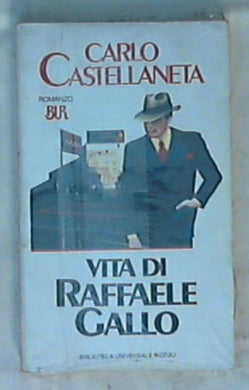 CARLO
CASTELLANETA
ROMANZO
BUR
VITA DI
RAFFAELE
GALLO
BIBLIOTECA UNIVERSALE RIZZOLI